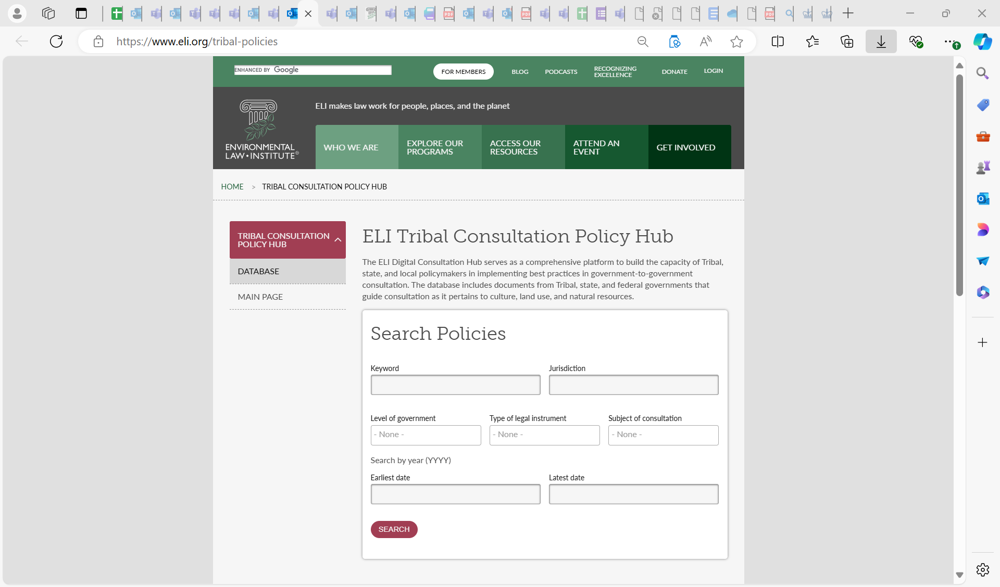 https://www.eli.org/tribal-policies
ENHANCED BY Google
FOR MEMBERS
BLOG
PODCASTS
RECOGNIZING
EXCELLENCE
DONATE
LOGIN
ELI makes law work for people, places, and the planet
ENVIRONMENTAL
LAW • INSTITUTE®
WHO WE ARE
EXPLORE OUR
PROGRAMS
ACCESS OUR
RESOURCES
ATTEND AN
EVENT
GET INVOLVED
HOME > TRIBAL CONSULTATION POLICY HUB
TRIBAL CONSULTATION
POLICY HUB
DATABASE
MAIN PAGE
ELI Tribal Consultation Policy Hub
The ELI Digital Consultation Hub serves as a comprehensive platform to build the capacity of Tribal,
state, and local policymakers in implementing best practices in government-to-government
consultation. The database includes documents from Tribal, state, and federal governments that
guide consultation as it pertains to culture, land use, and natural resources.
Search Policies
Keyword
Jurisdiction
Level of government
Type of legal instrument
Subject of consultation
- None -
- None -
- None -
Search by year (YYYY)
Earliest date
Latest date
SEARCH